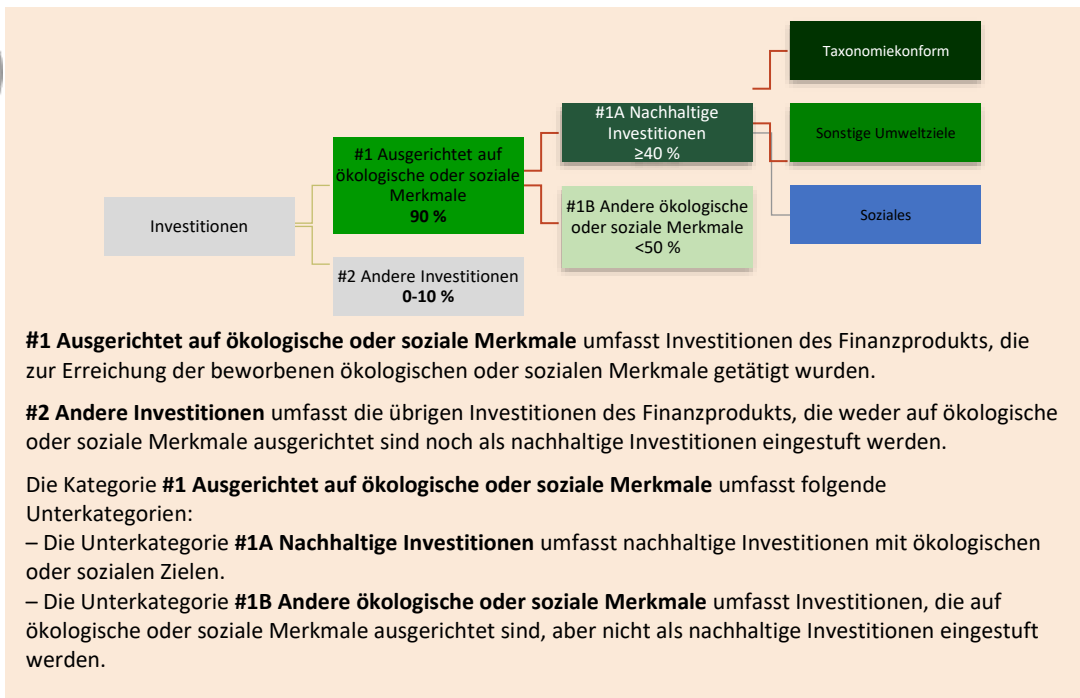 Taxonomiekonform
#1A Nachhaltige
Investitionen
≥40 %
Sonstige Umweltziele
#1 Ausgerichtet auf
ökologische oder soziale
Merkmale
90 %
#1B Andere ökologische
oder soziale Merkmale
<50 %
Soziales
Investitionen
#2 Andere Investitionen
0-10 %
#1 Ausgerichtet auf ökologische oder soziale Merkmale umfasst Investitionen des Finanzprodukts, die
zur Erreichung der beworbenen ökologischen oder sozialen Merkmale getätigt wurden.
#2 Andere Investitionen umfasst die übrigen Investitionen des Finanzprodukts, die weder auf ökologische
oder soziale Merkmale ausgerichtet sind noch als nachhaltige Investitionen eingestuft werden.
Die Kategorie #1 Ausgerichtet auf ökologische oder soziale Merkmale umfasst folgende
Unterkategorien:
– Die Unterkategorie #1A Nachhaltige Investitionen umfasst nachhaltige Investitionen mit ökologischen
oder sozialen Zielen.
– Die Unterkategorie #1B Andere ökologische oder soziale Merkmale umfasst Investitionen, die auf
ökologische oder soziale Merkmale ausgerichtet sind, aber nicht als nachhaltige Investitionen eingestuft
werden.